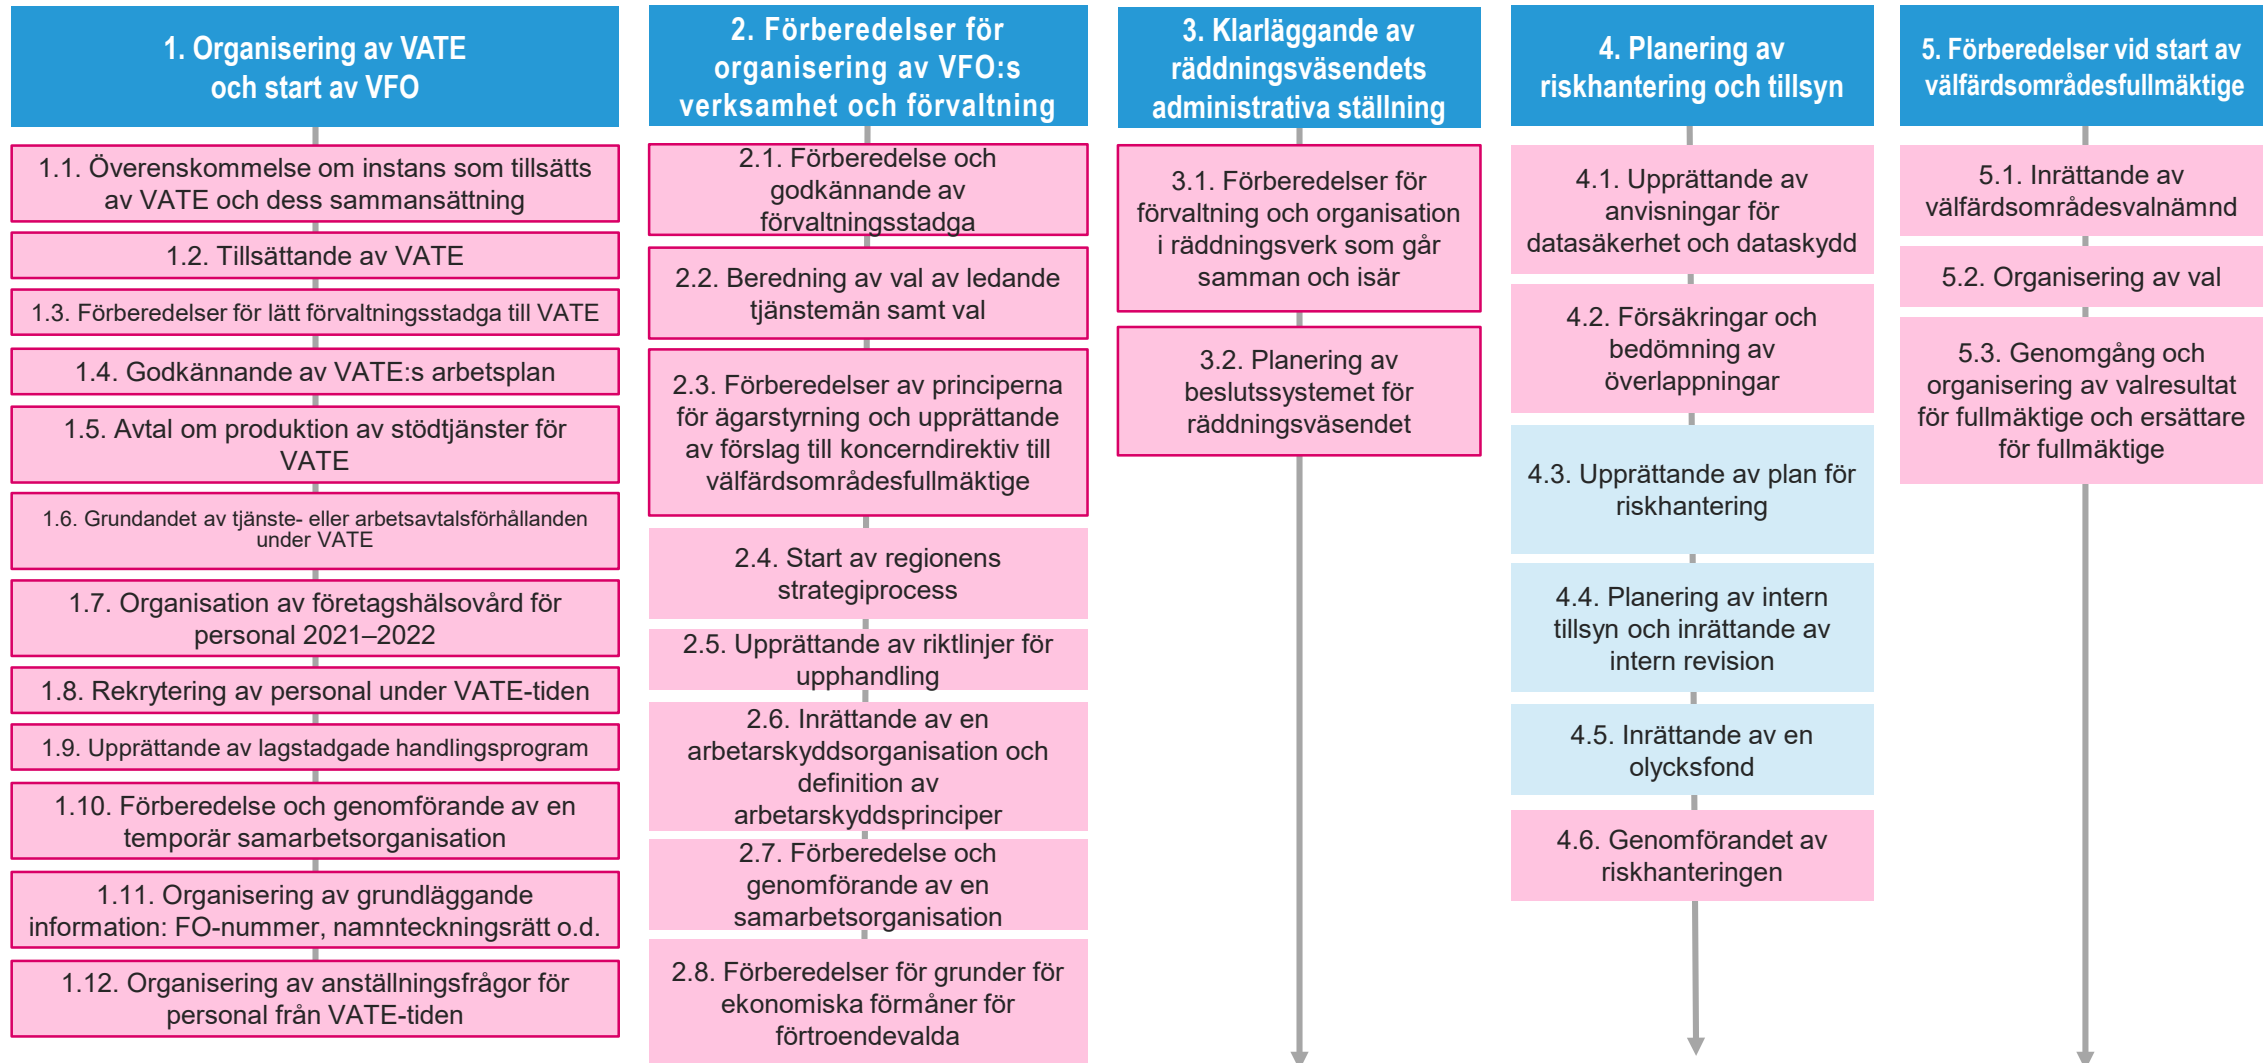 1. Organisering av VATE
och start av VFO
1.1. Överenskommelse om instans som tillsätts
av VATE och dess sammansättning
1.2. Tillsättande av VATE
1.3. Förberedelser för lätt förvaltningsstadga till VATE
1.4. Godkännande av VATE:s arbetsplan
1.5. Avtal om produktion av stödtjänster för
VATE
1.6. Grundandet av tjänste- eller arbetsavtalsförhållanden
under VATE
1.7. Organisation av företagshälsovård för
personal 2021–2022
1.8. Rekrytering av personal under VATE-tiden
1.9. Upprättande av lagstadgade handlingsprogram
1.10. Förberedelse och genomförande av en
temporär samarbetsorganisation
1.11. Organisering av grundläggande
information: FO-nummer, namnteckningsrätt o.d.
1.12. Organisering av anställningsfrågor för
personal från VATE-tiden
2. Förberedelser för
organisering av VFO:s
verksamhet och förvaltning
2.1. Förberedelse och
godkännande av
förvaltningsstadga
2.2. Beredning av val av ledande
tjänstemän samt val
2.3. Förberedelser av principerna
för ägarstyrning och upprättande
av förslag till koncerndirektiv till
välfärdsområdesfullmäktige
2.4. Start av regionens
strategiprocess
2.5. Upprättande av riktlinjer för
upphandling
2.6. Inrättande av en
arbetarskyddsorganisation och
definition av
arbetarskyddsprinciper
2.7. Förberedelse och
genomförande av en
samarbetsorganisation
2.8. Förberedelser för grunder för
ekonomiska förmåner för
förtroendevalda
3. Klarläggande av
räddningsväsendets
administrativa ställning
3.1. Förberedelser för
förvaltning och organisation
i räddningsverk som går
samman och isär
3.2. Planering av
beslutssystemet för
räddningsväsendet
4. Planering av
riskhantering och tillsyn
4.1. Upprättande av
anvisningar för
datasäkerhet och dataskydd
4.2. Försäkringar och
bedömning av
överlappningar
4.3. Upprättande av plan för
riskhantering
4.4. Planering av intern
tillsyn och inrättande av
intern revision
4.5. Inrättande av en
olycksfond
4.6. Genomförandet av
riskhanteringen
5. Förberedelser vid start av
välfärdsområdesfullmäktige
5.1. Inrättande av
välfärdsområdesvalnämnd
5.2. Organisering av val
5.3. Genomgång och
organisering av valresultat
för fullmäktige och ersättare
för fullmäktige